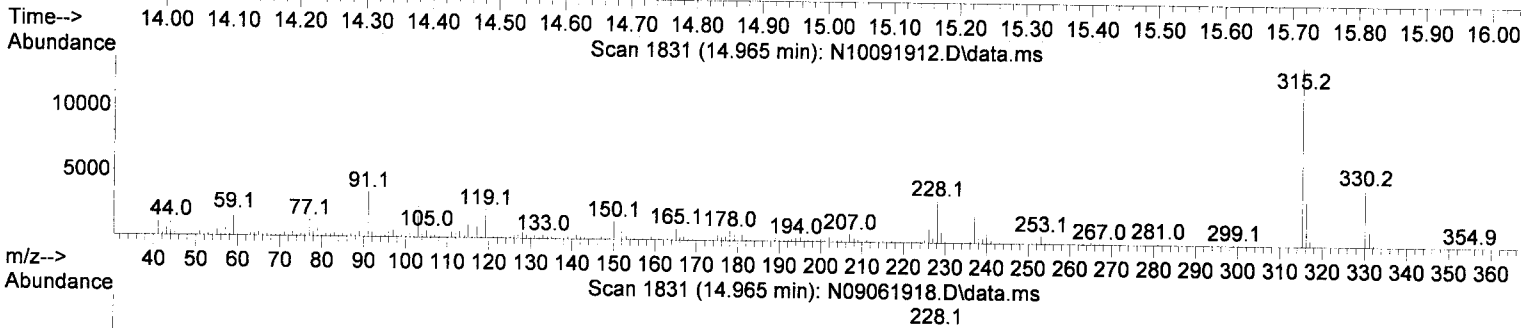 Time--> 14.00 14.10 14.20 14.30 14.40 14.50 14.60 14.70 14.80 14.90 15.00 15.10 15.20 15.30 15.40 15.50 15.60 15.70 15.80 15.90 16.00
Abundance Scan 1831 (14.965 min): N10091912.D\data.ms
315.2
10000
5000
91.1 228.1 330.2
44.0 59.1 77.1 105.0 119.1 133.0 150.1 165.1 178.0 194.0 207.0 253.1 267.0 281.0 299.1 354.9
m/z--> 40 50 60 70 80 90 100 110 120 130 140 150 160 170 180 190 200 210 220 230 240 250 260 270 280 290 300 310 320 330 340 350 360
Abundance Scan 1831 (14.965 min): N09061918.D\data.ms
228.1